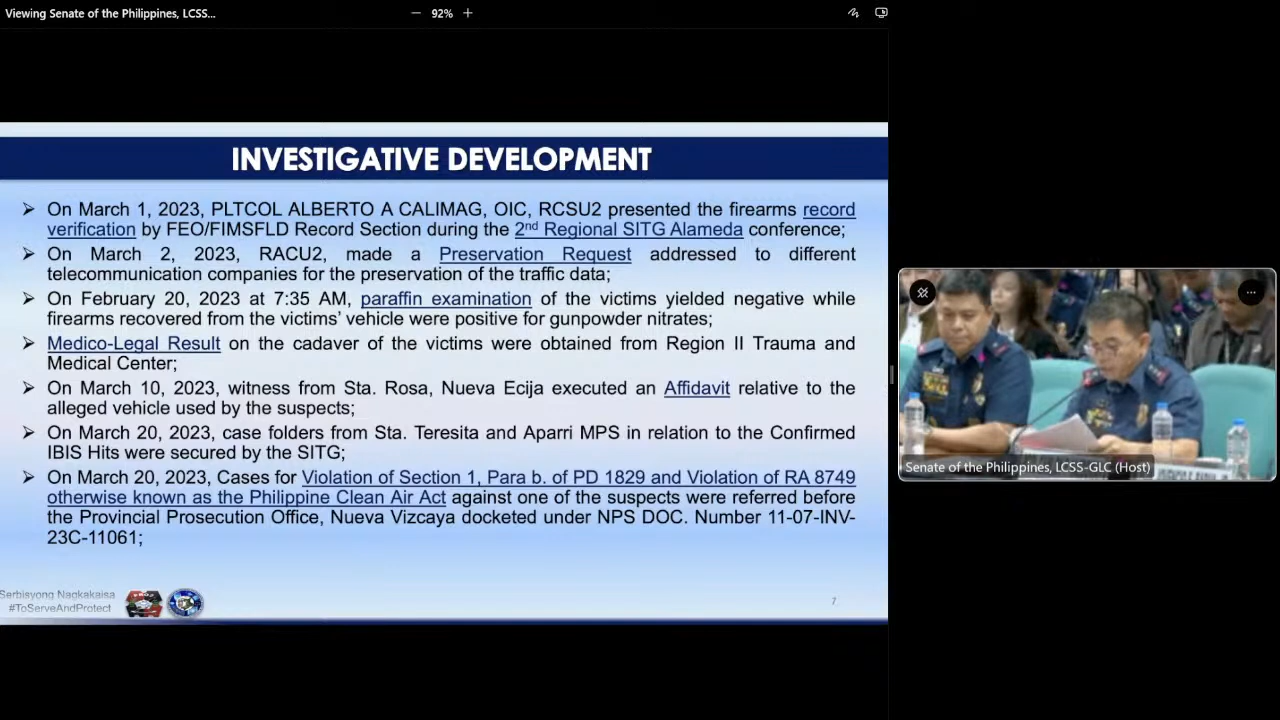 Viewing Senate of the Philippines, LCSS...
92%
INVESTIGATIVE DEVELOPMENT
➢ On March 1, 2023, PLTCOL ALBERTO A CALIMAG, OIC, RCSU2 presented the firearms record
verification by FEO/FIMSFLD Record Section during the 2nd Regional SITG Alameda conference;
➢ On March 2, 2023, RACU2, made a Preservation Request addressed to different
telecommunication companies for the preservation of the traffic data;
➢ On February 20, 2023 at 7:35 AM, paraffin examination of the victims yielded negative while
firearms recovered from the victims' vehicle were positive for gunpowder nitrates;
➢ Medico-Legal Result on the cadaver of the victims were obtained from Region II Trauma and
Medical Center;
➢ On March 10, 2023, witness from Sta. Rosa, Nueva Ecija executed an Affidavit relative to the
alleged vehicle used by the suspects;
➢ On March 20, 2023, case folders from Sta. Teresita and Aparri MPS in relation to the Confirmed
IBIS Hits were secured by the SITG;
➢ On March 20, 2023, Cases for Violation of Section 1, Para b. of PD 1829 and Violation of RA 8749
otherwise known as the Philippine Clean Air Act against one of the suspects were referred before
the Provincial Prosecution Office, Nueva Vizcaya docketed under NPS DOC. Number 11-07-INV-
23C-11061;
Serbisyong Nagkakaisa
#ToServeAndProtect
7
Senate of the Philippines, LCSS-GLC (Host)